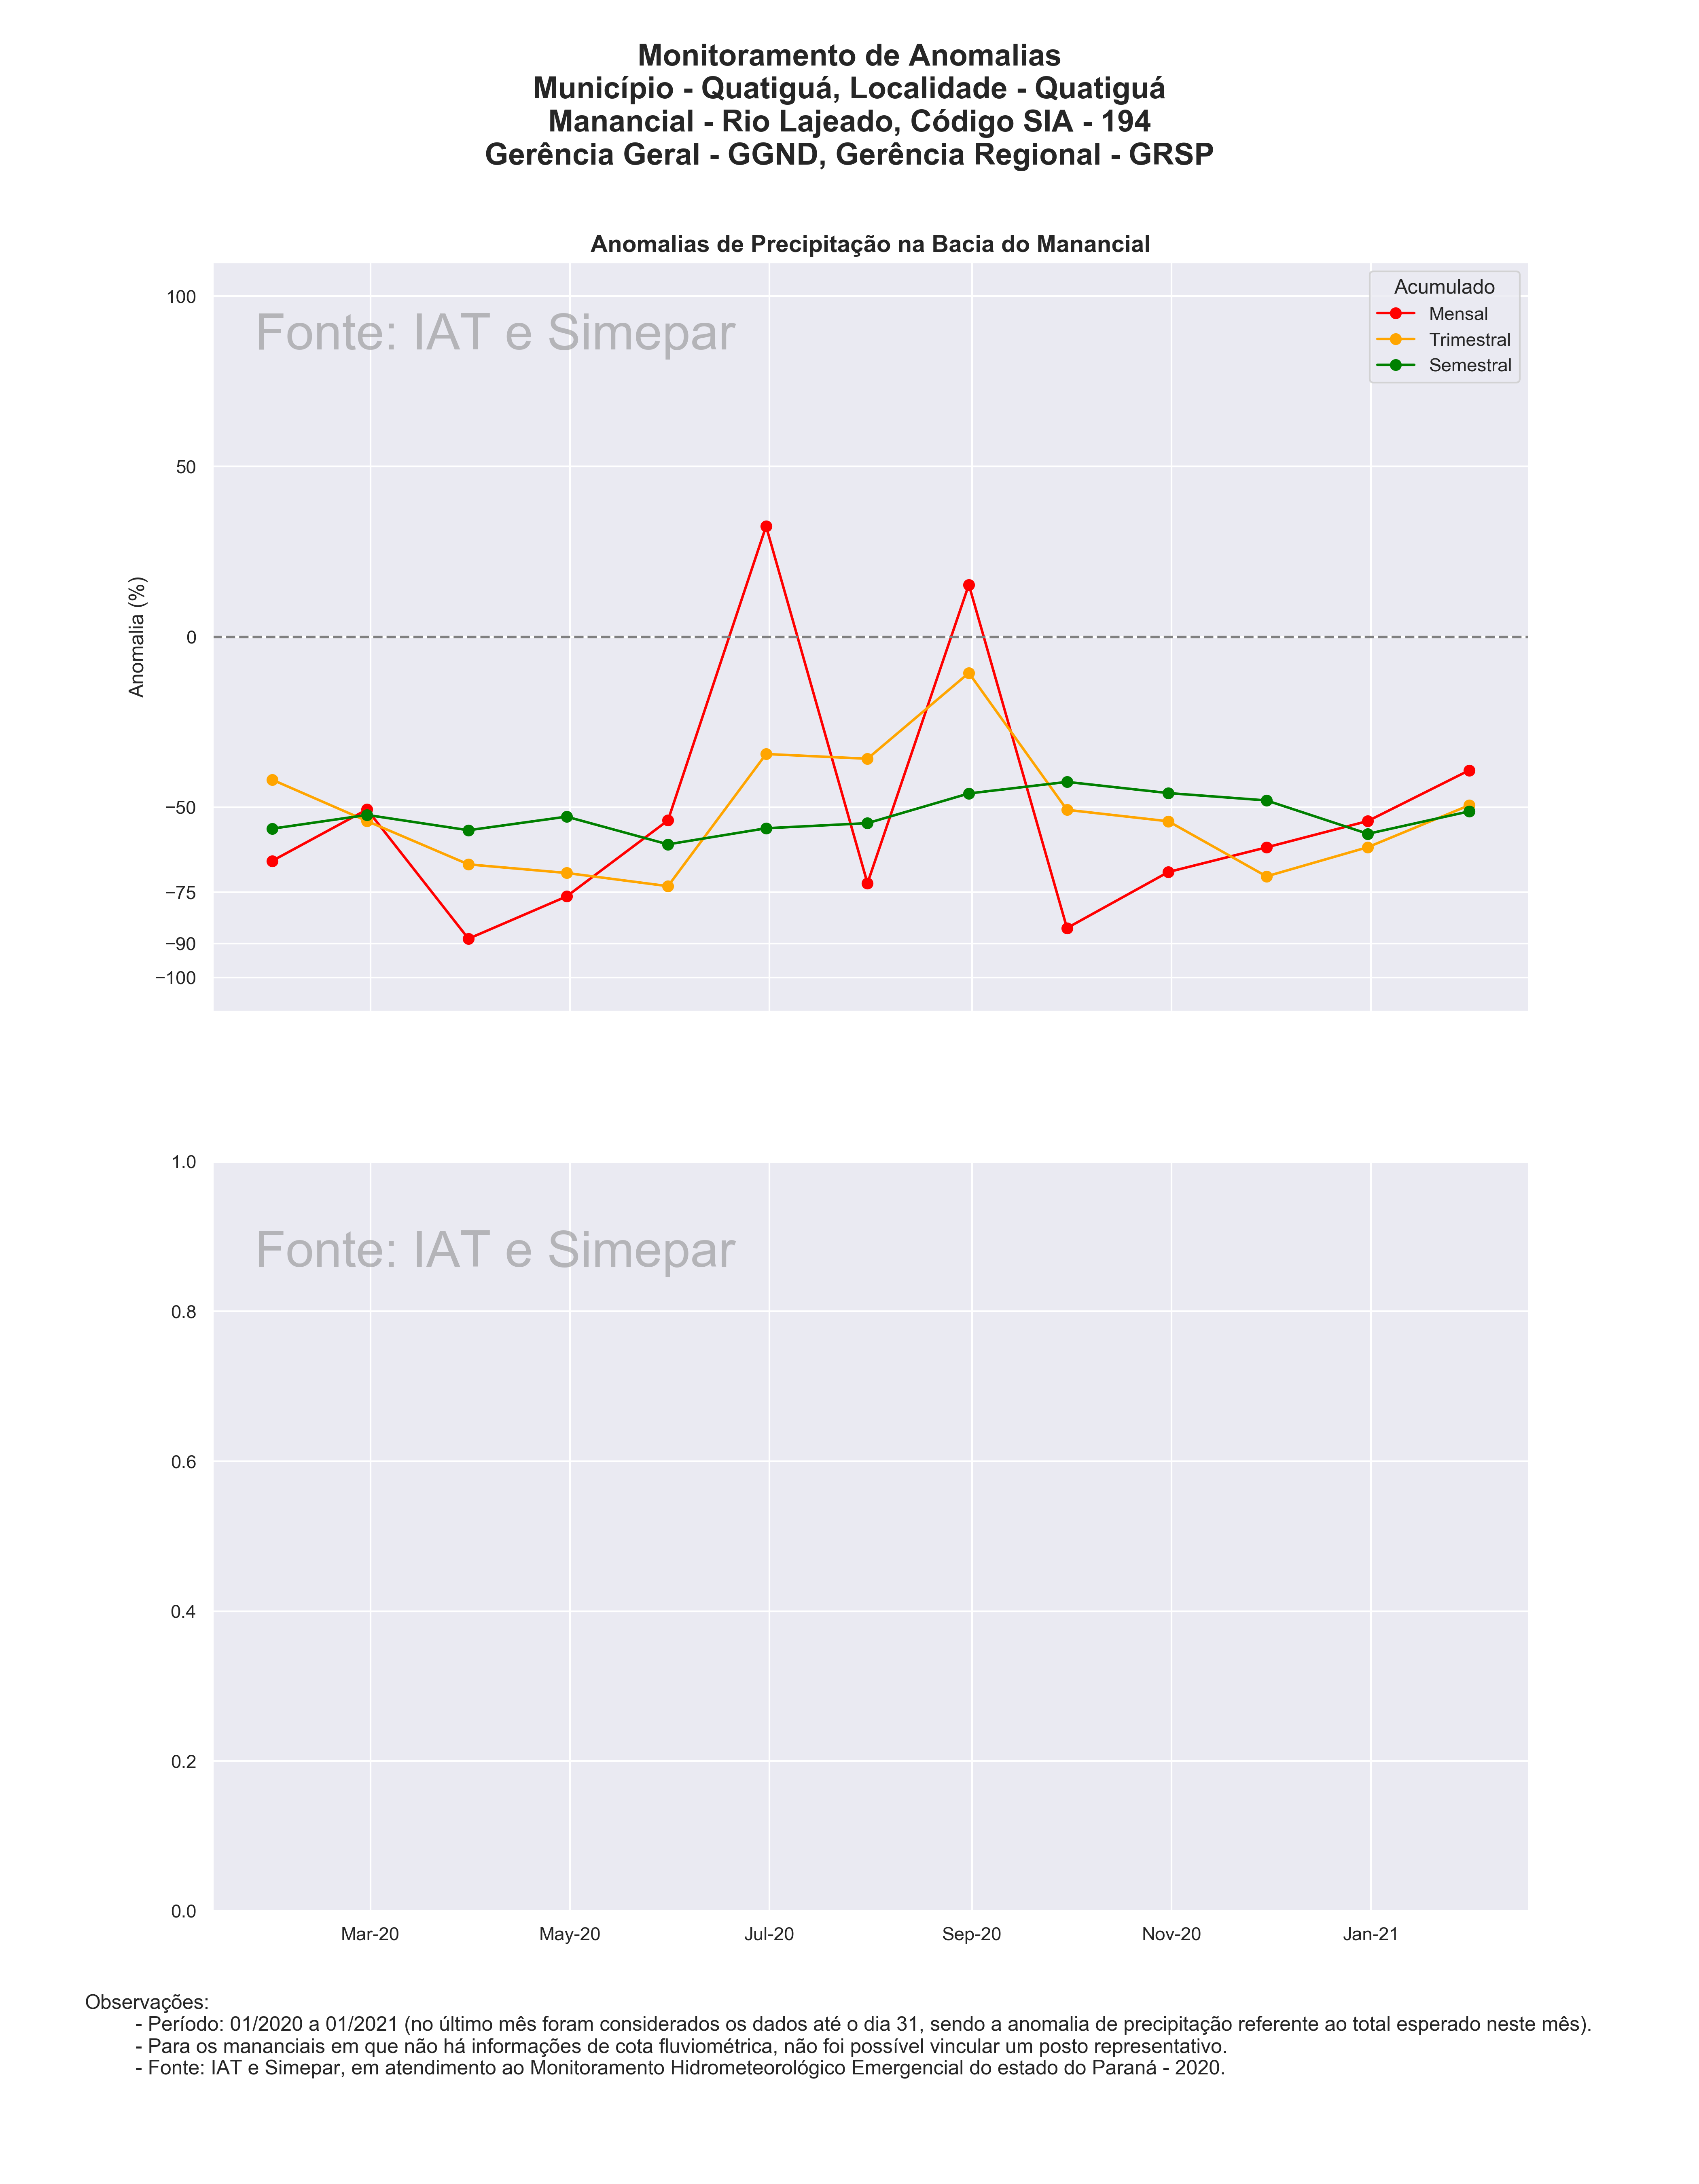 Monitoramento de Anomalias
Município - Quatiguá, Localidade - Quatiguá
Manancial - Rio Lajeado, Código SIA - 194
Gerência Geral - GGND, Gerência Regional - GRSP
Anomalias de Precipitação na Bacia do Manancial
Fonte: IAT e Simepar
Acumulado
Mensal
Trimestral
Semestral
Anomalia (%)
100
50
0
−50
−75
−90
−100
Fonte: IAT e Simepar
1.0
0.8
0.6
0.4
0.2
0.0
Mar-20 May-20 Jul-20 Sep-20 Nov-20 Jan-21
Observações:
- Período: 01/2020 a 01/2021 (no último mês foram considerados os dados até o dia 31, sendo a anomalia de precipitação referente ao total esperado neste mês).
- Para os mananciais em que não há informações de cota fluviométrica, não foi possível vincular um posto representativo.
- Fonte: IAT e Simepar, em atendimento ao Monitoramento Hidrometeorológico Emergencial do estado do Paraná - 2020.